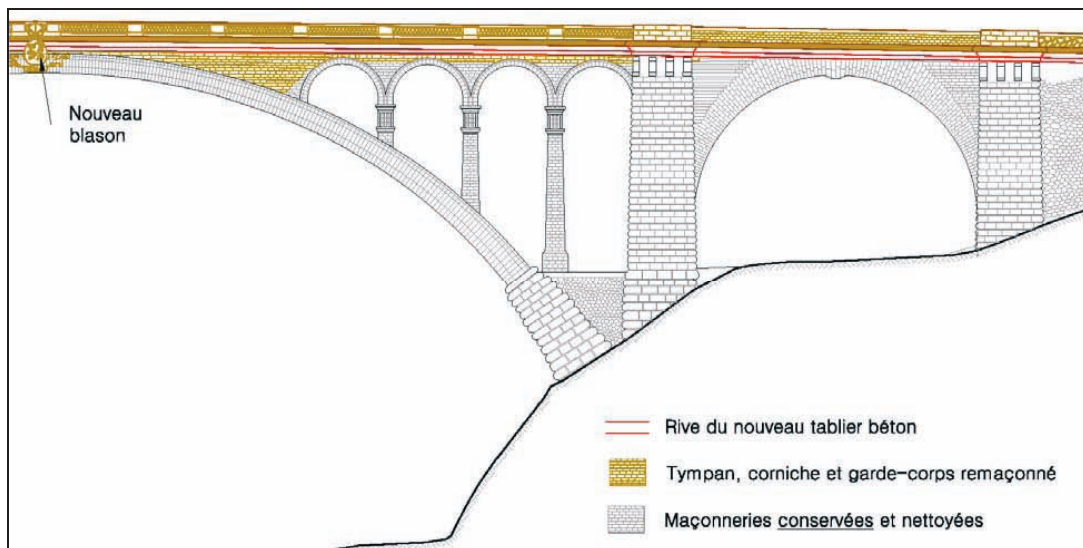 Nouveau
blason
Rive du nouveau tablier béton
Tympan, corniche et garde-corps remaçonné
Maçonneries conservées et nettoyées